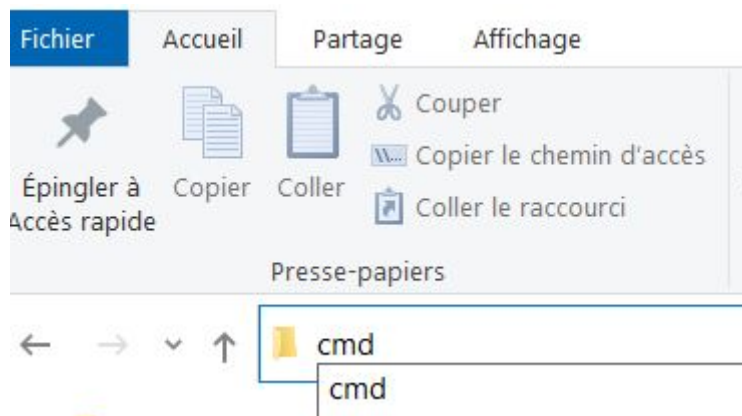 Fichier Accueil Partage Affichage
Couper
Copier le chemin d'accès
Coller le raccourci
Épingler à
Accès rapide
Copier
Coller
Presse-papiers
cmd
cmd